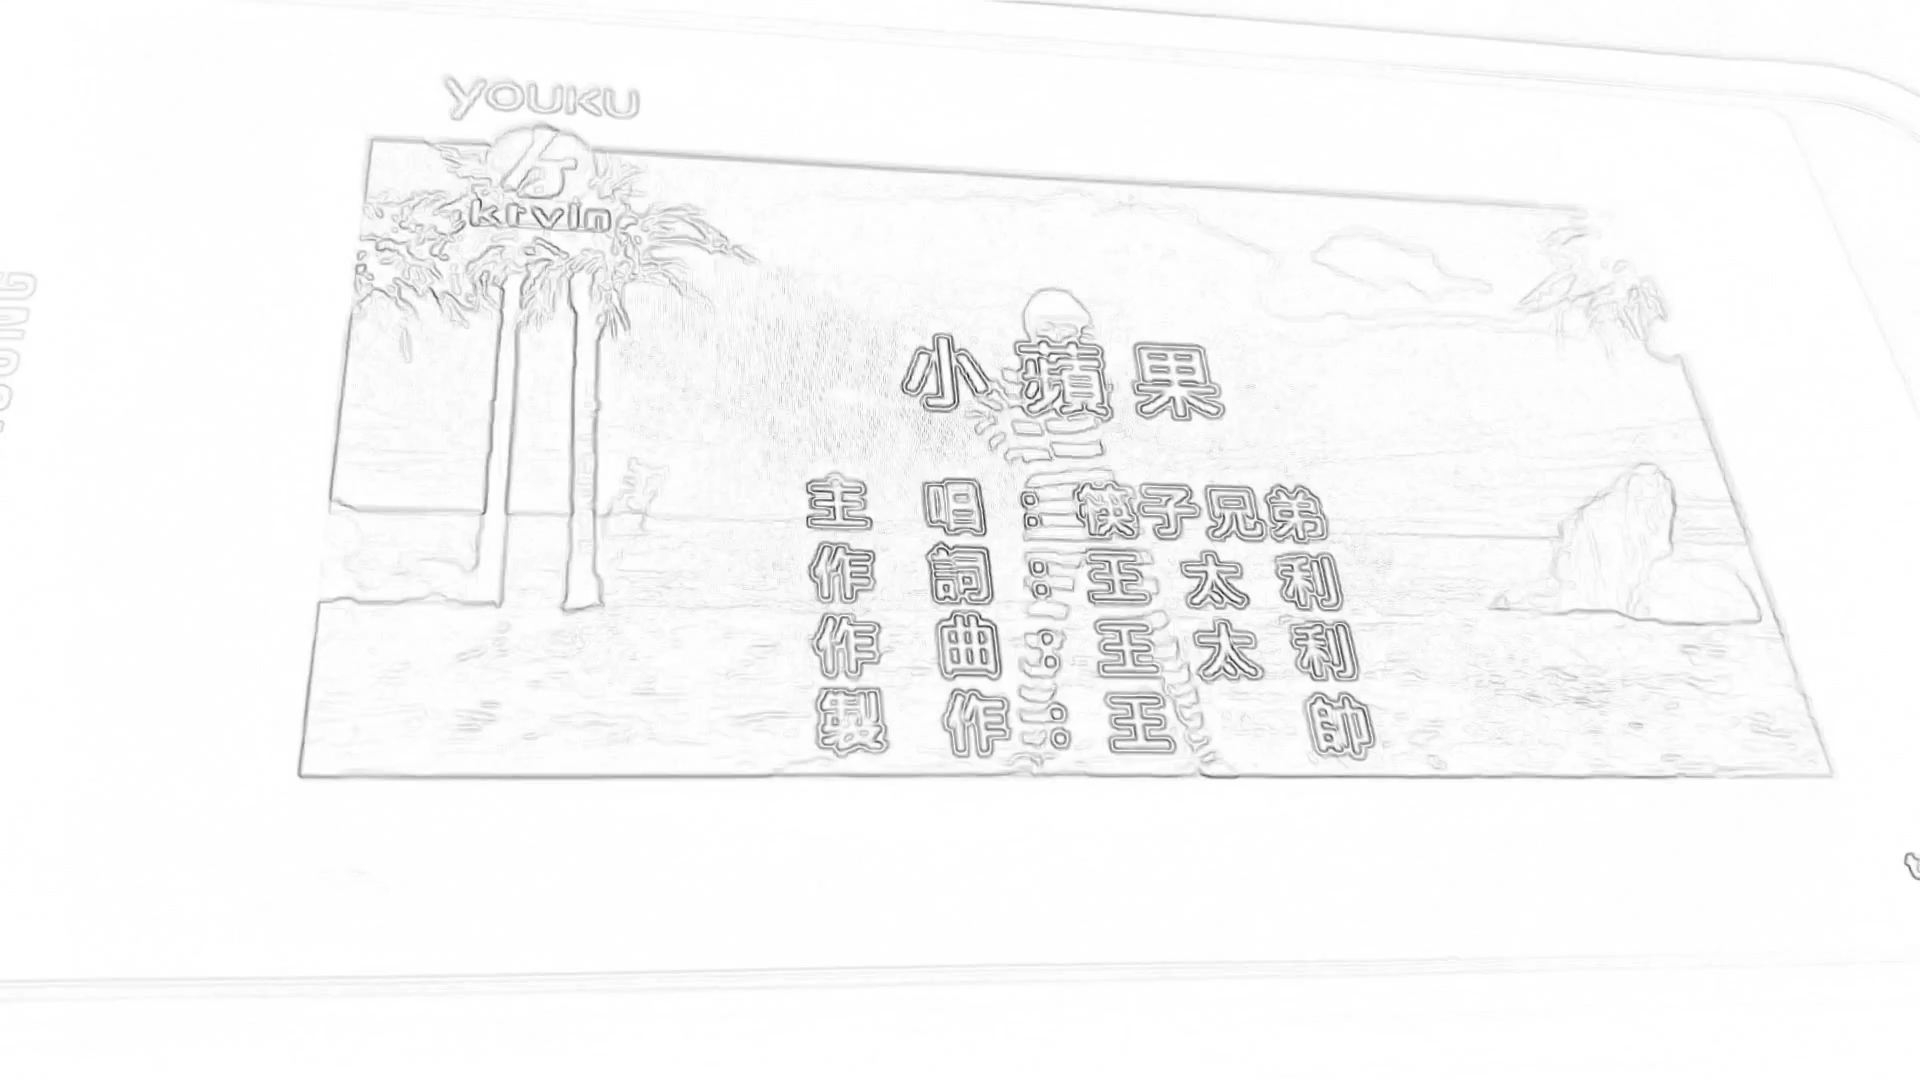 YOUKU
krvin
小蘋果
主 唱：筷子兄弟
作 詞：王 太 利
作 曲：王 太 利
製 作：王 帥